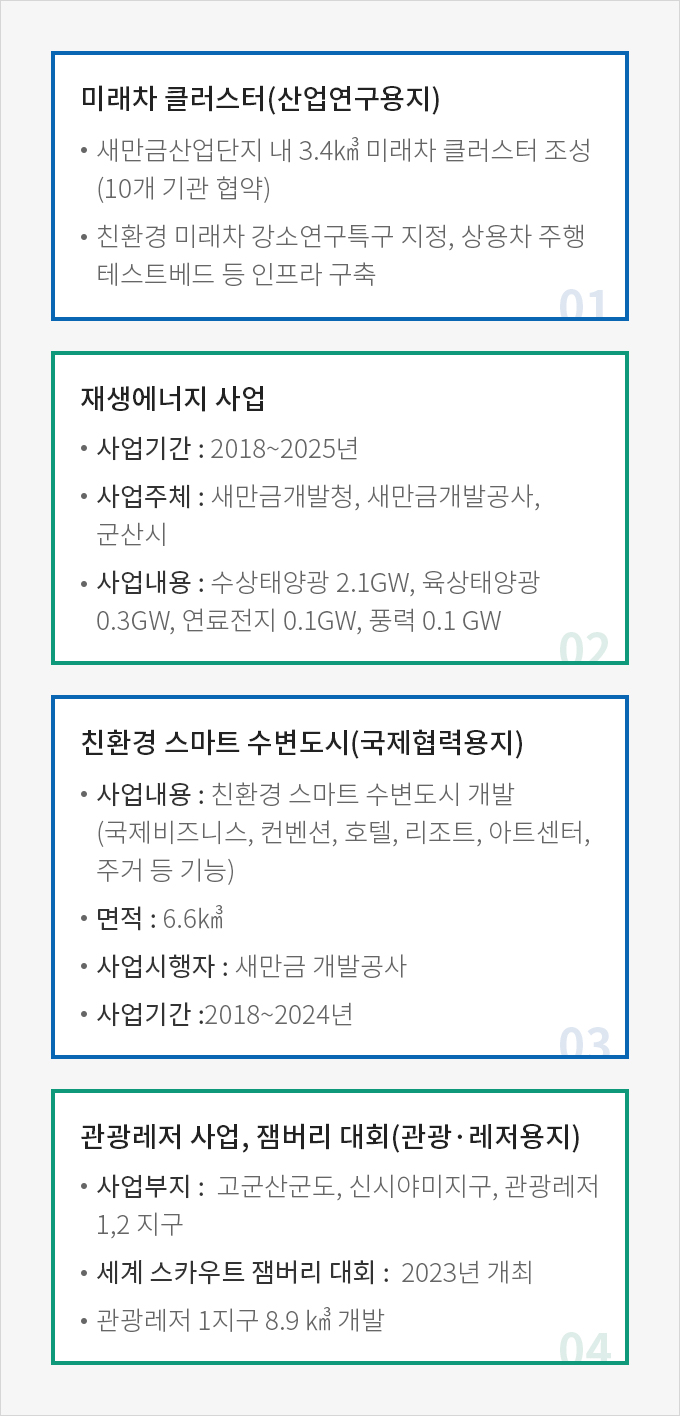 미래차 클러스터(산업연구용지)
• 새만금산업단지 내 3.4k㎥ 미래차 클러스터 조성
(10개 기관 협약)
• 친환경 미래차 강소연구특구 지정, 상용차 주행
테스트베드 등 인프라 구축
01
재생에너지 사업
• 사업기간 : 2018~2025년
• 사업주체 : 새만금개발청, 새만금개발공사,
군산시
• 사업내용 : 수상태양광 2.1GW, 육상태양광
0.3GW, 연료전지 0.1GW, 풍력 0.1 GW
02
친환경 스마트 수변도시(국제협력용지)
• 사업내용 : 친환경 스마트 수변도시 개발
(국제비즈니스, 컨벤션, 호텔, 리조트, 아트센터,
주거 등 기능)
• 면적 : 6.6k㎥
• 사업시행자 : 새만금 개발공사
• 사업기간 :2018~2024년
03
관광레저 사업, 잼버리 대회(관광·레저용지)
• 사업부지 : 고군산군도, 신시야미지구, 관광레저
1,2 지구
• 세계 스카우트 잼버리 대회 : 2023년 개최
• 관광레저 1지구 8.9 k㎥ 개발
04